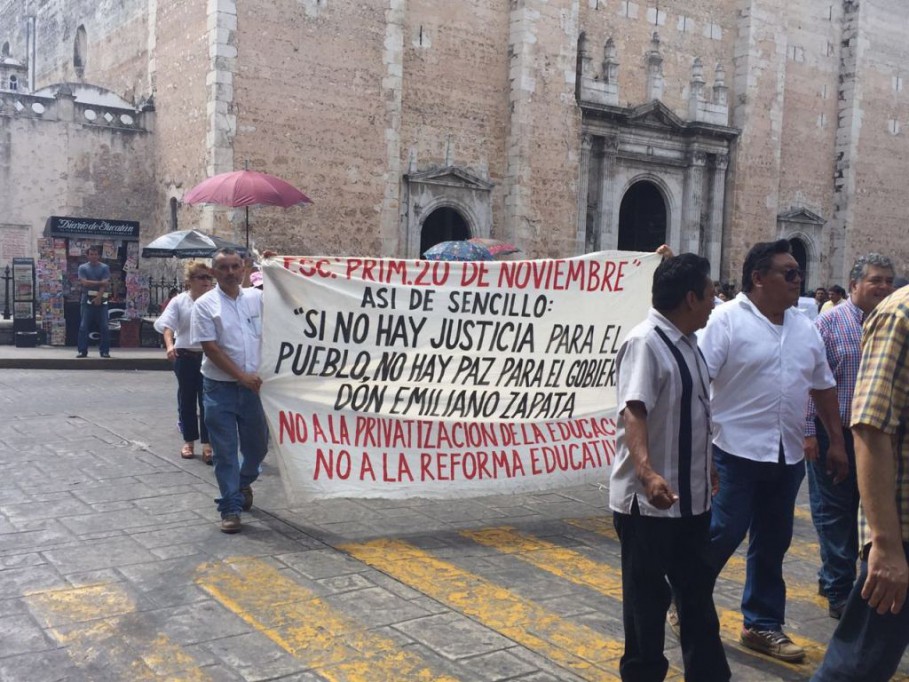 Diario de Yucatán
ESC. PRIM. 20 DE NOVIEMBRE"
ASI DE SENCILLO:
"SI NO HAY JUSTICIA PARA EL
PUEBLO, NO HAY PAZ PARA EL GOBIER
DÓN EMILIANO ZAPATA
NO A LA PRIVATIZACION DE LA EDUCAC
NO A LA REFORMA EDUCATIV